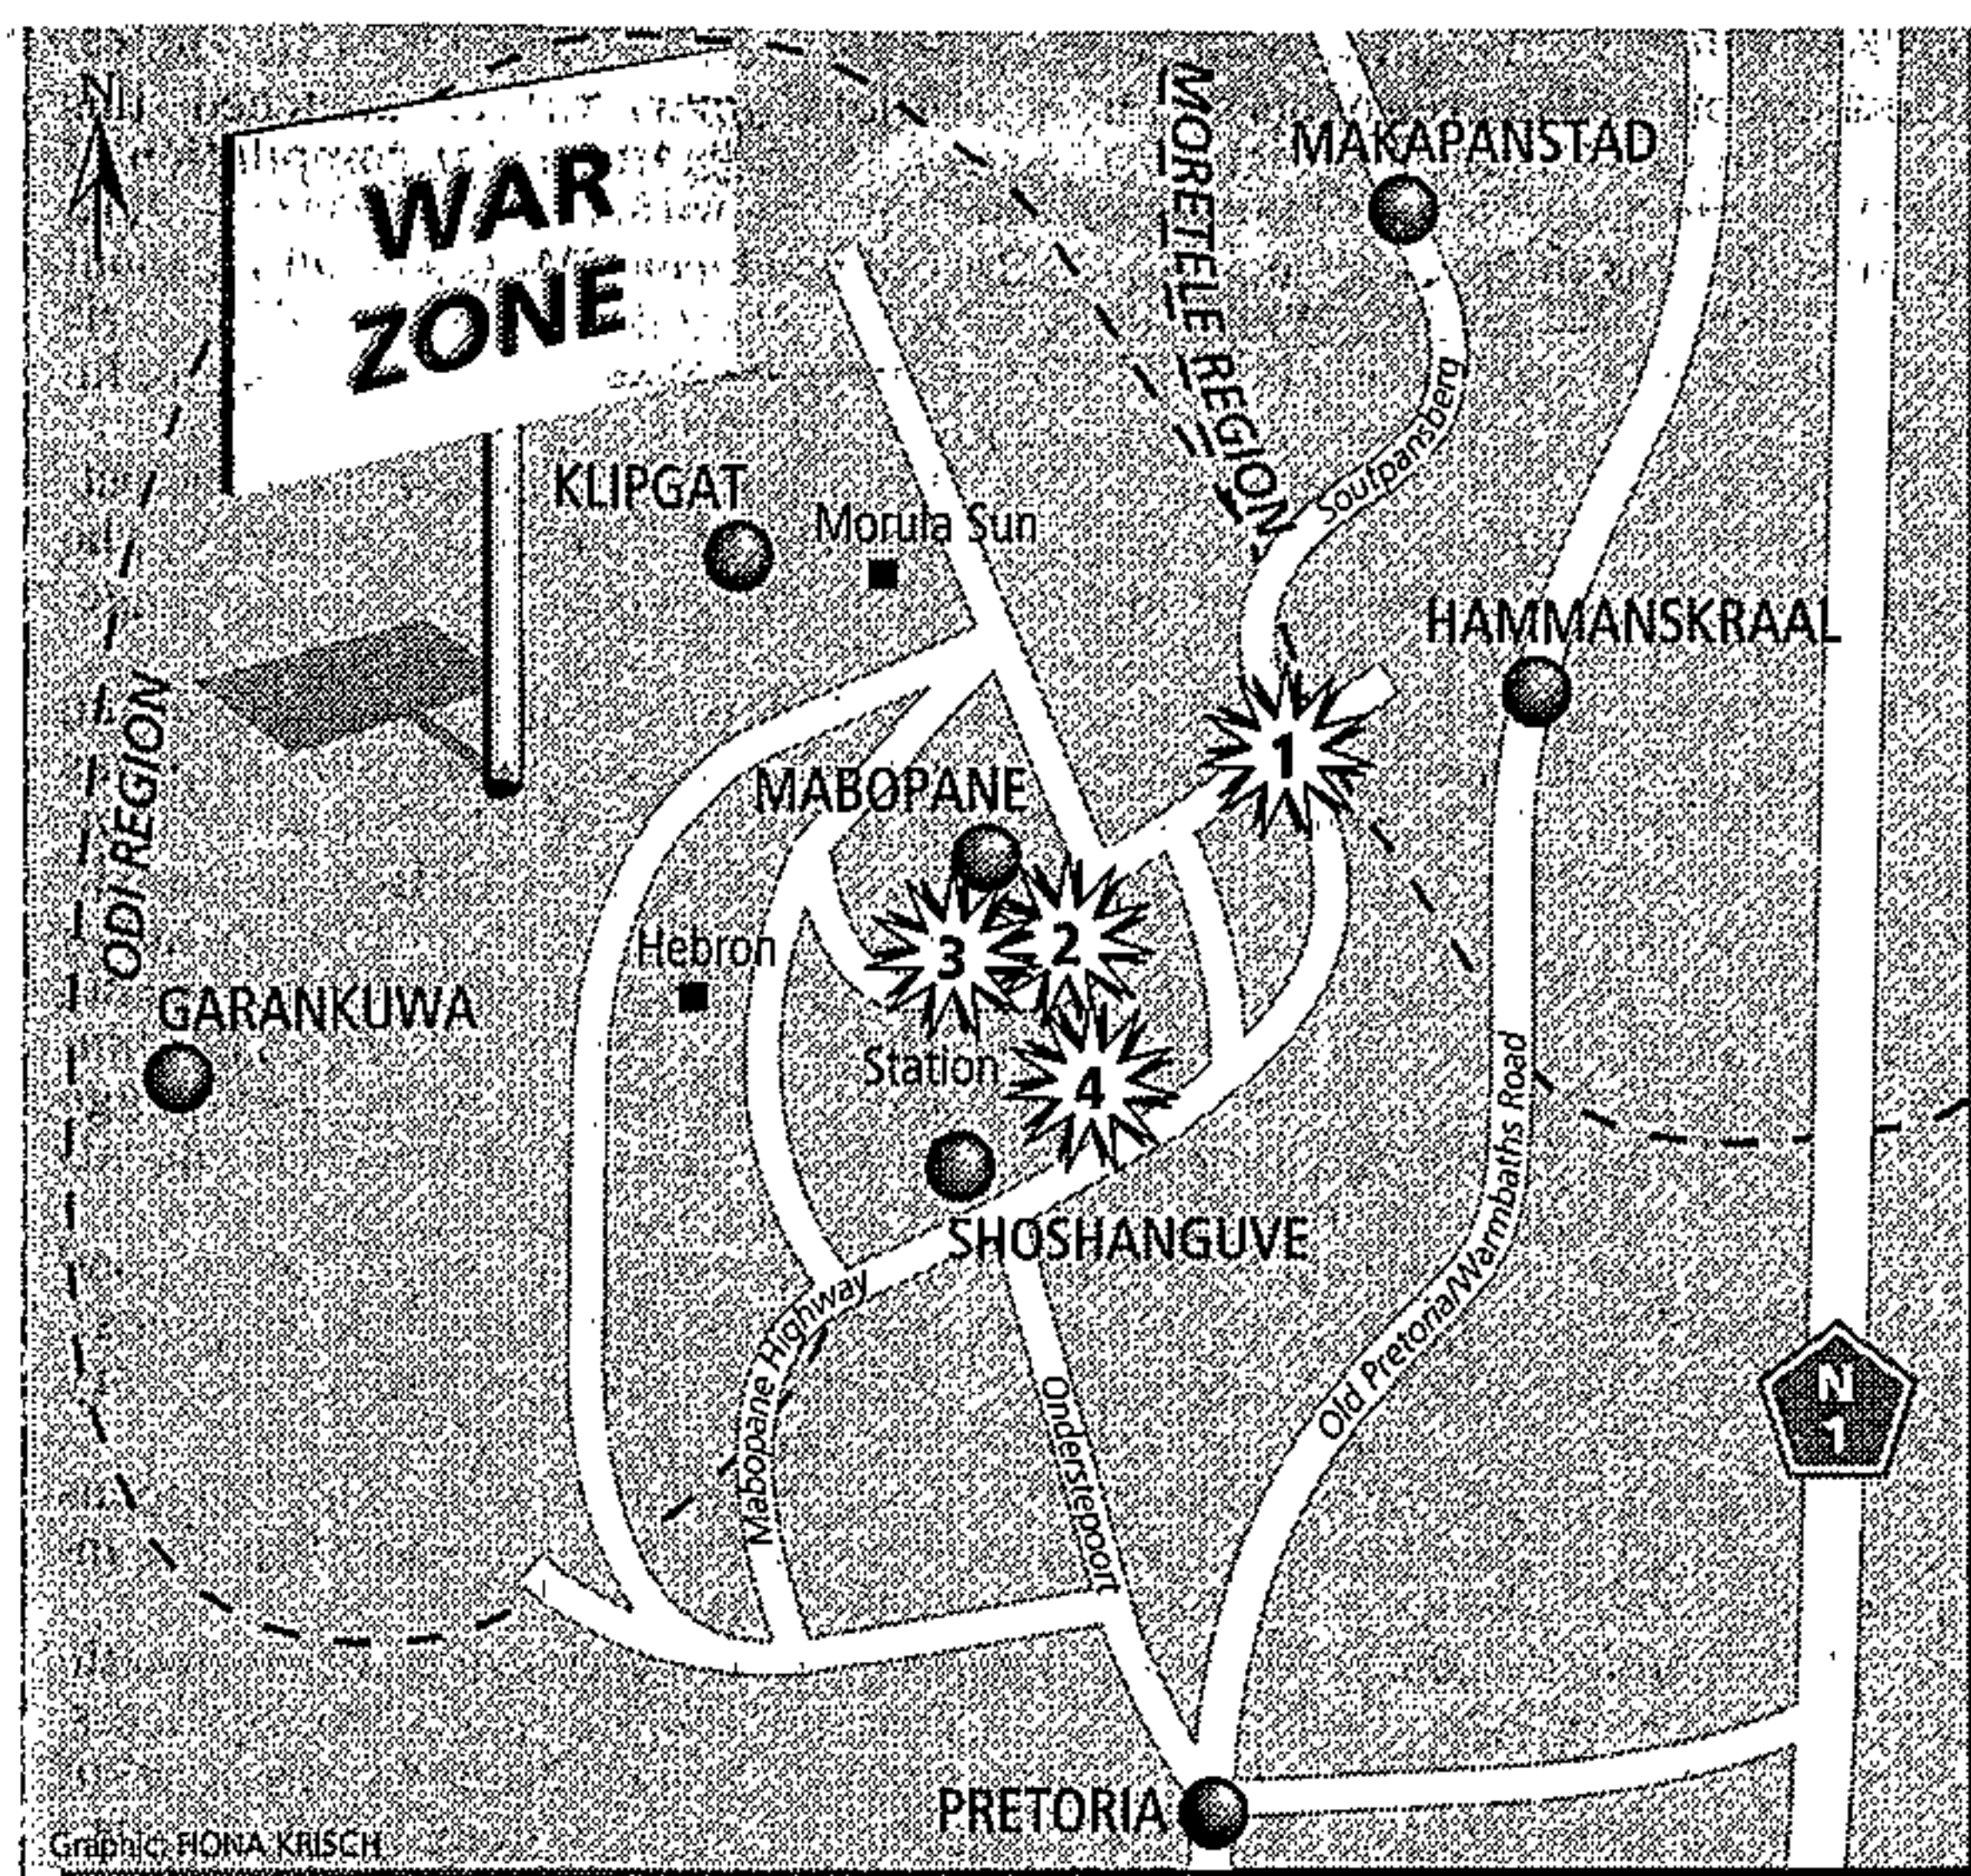 N
WAR
ZONE
MORETELE REGION
MAKAPANSTAD
Soutpansberg
KLIPGAT
Morula Sun
HAMMANSKRAAL
ODI REGION
1
MABOPANE
Hebron
3
2
GARANKUWA
Station
4
SHOSHANGUVE
Mabopane Highway
Onderstepoort
Old Pretoria/Warmbaths Road
N
1
PRETORIA
Graphic: FIONA KRISCH